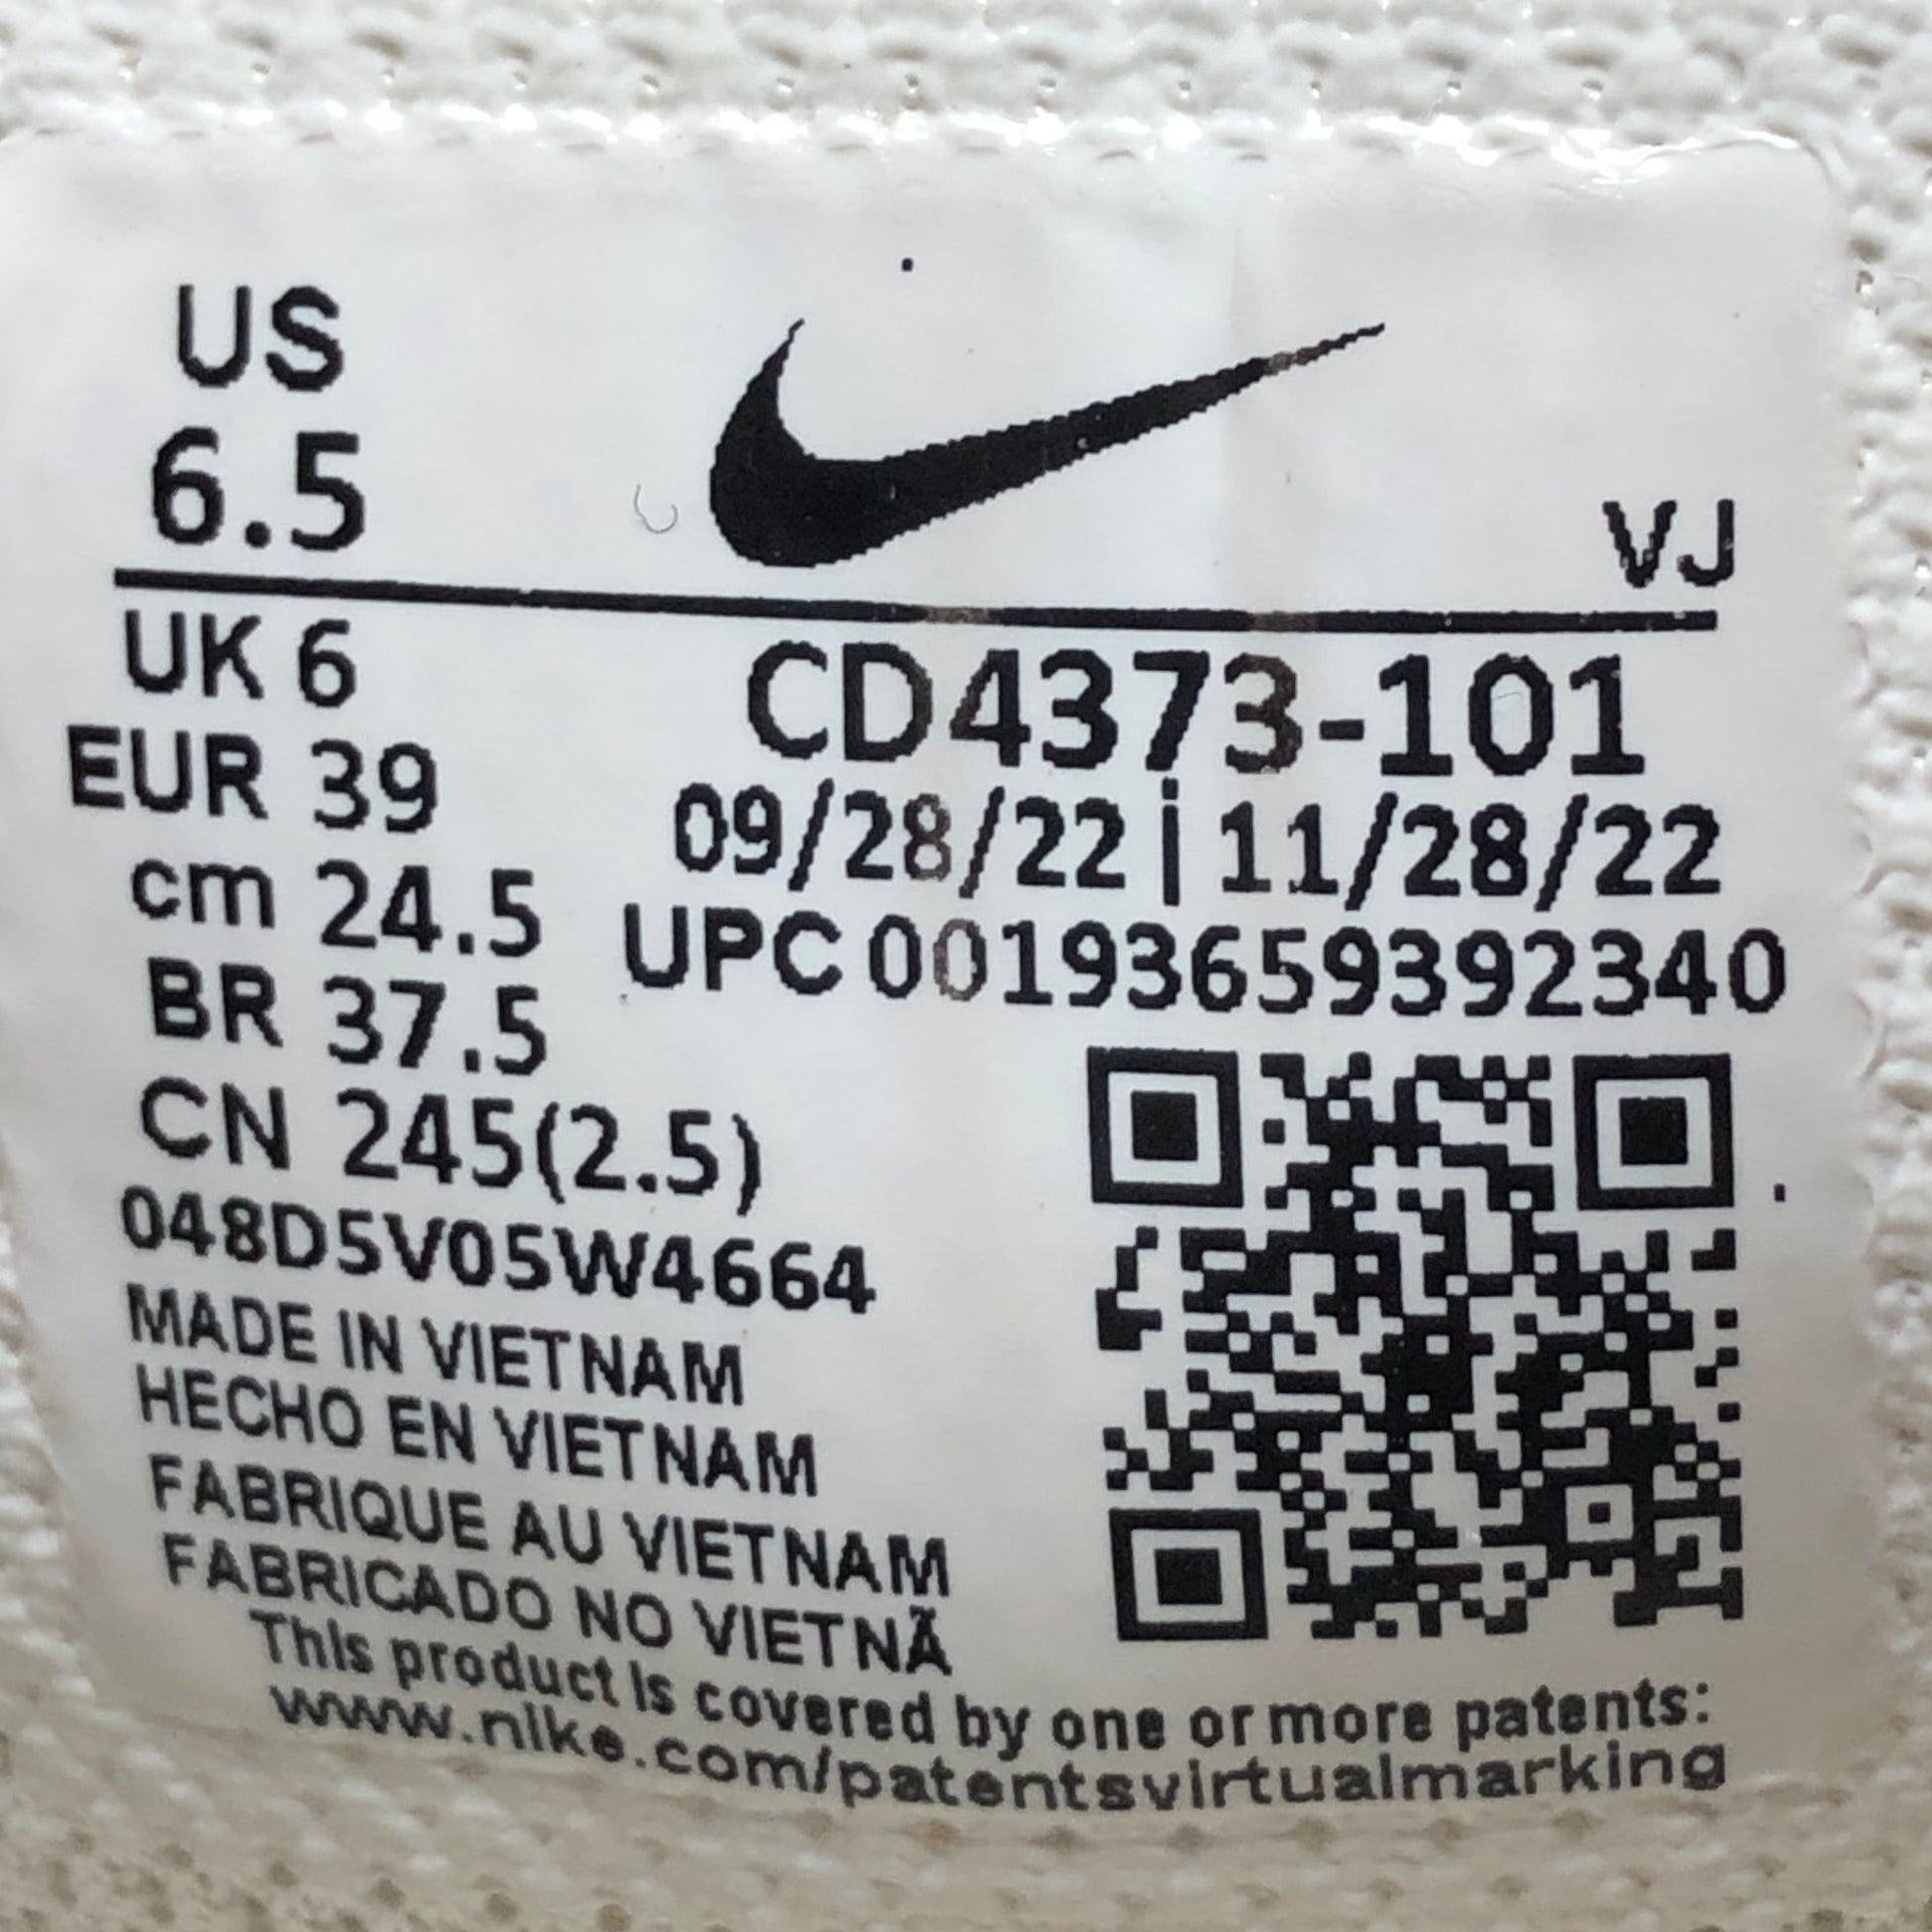 US
6.5
VJ
UK 6
EUR 39
cm 24.5
BR 37.5
CN 245(2.5)
CD4373-101
09/28/22 | 11/28/22
UPC 00193659392340
048D5V05W4664
MADE IN VIETNAM
HECHO EN VIETNAM
FABRIQUE AU VIETNAM
FABRICADO NO VIETNÃ
This product is covered by one or more patents:
www.nike.com/patentsvirtualmarking